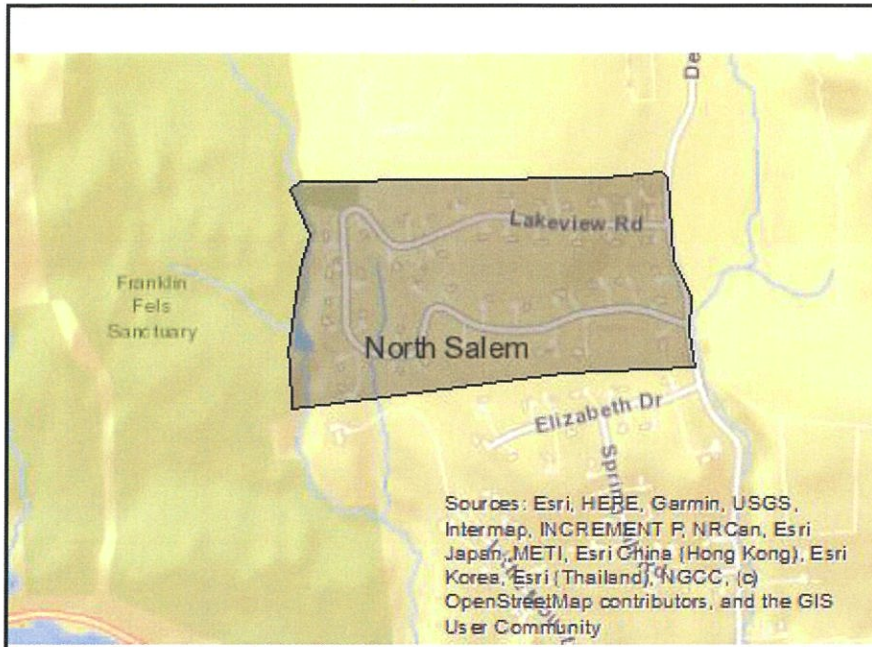 De
Lakeview Rd
Franklin
Fels
Sanctuary
North Salem
Elizabeth Dr
Sources: Esri, HERE, Garmin, USGS,
Intermap, INCREMENT P, NRCan, Esri
Japan, METI, Esri China (Hong Kong), Esri
Korea, Esri (Thailand), NGCC, (c)
OpenStreetMap contributors, and the GIS
User Community